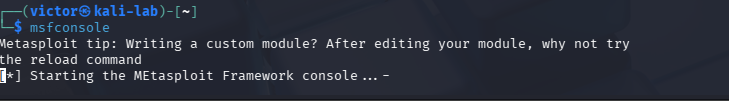 ┌──(victor㉿kali-lab)-[~]
└─$ msfconsole
Metasploit tip: Writing a custom module? After editing your module, why not try
the reload command
[*] Starting the MEtasploit Framework console...-